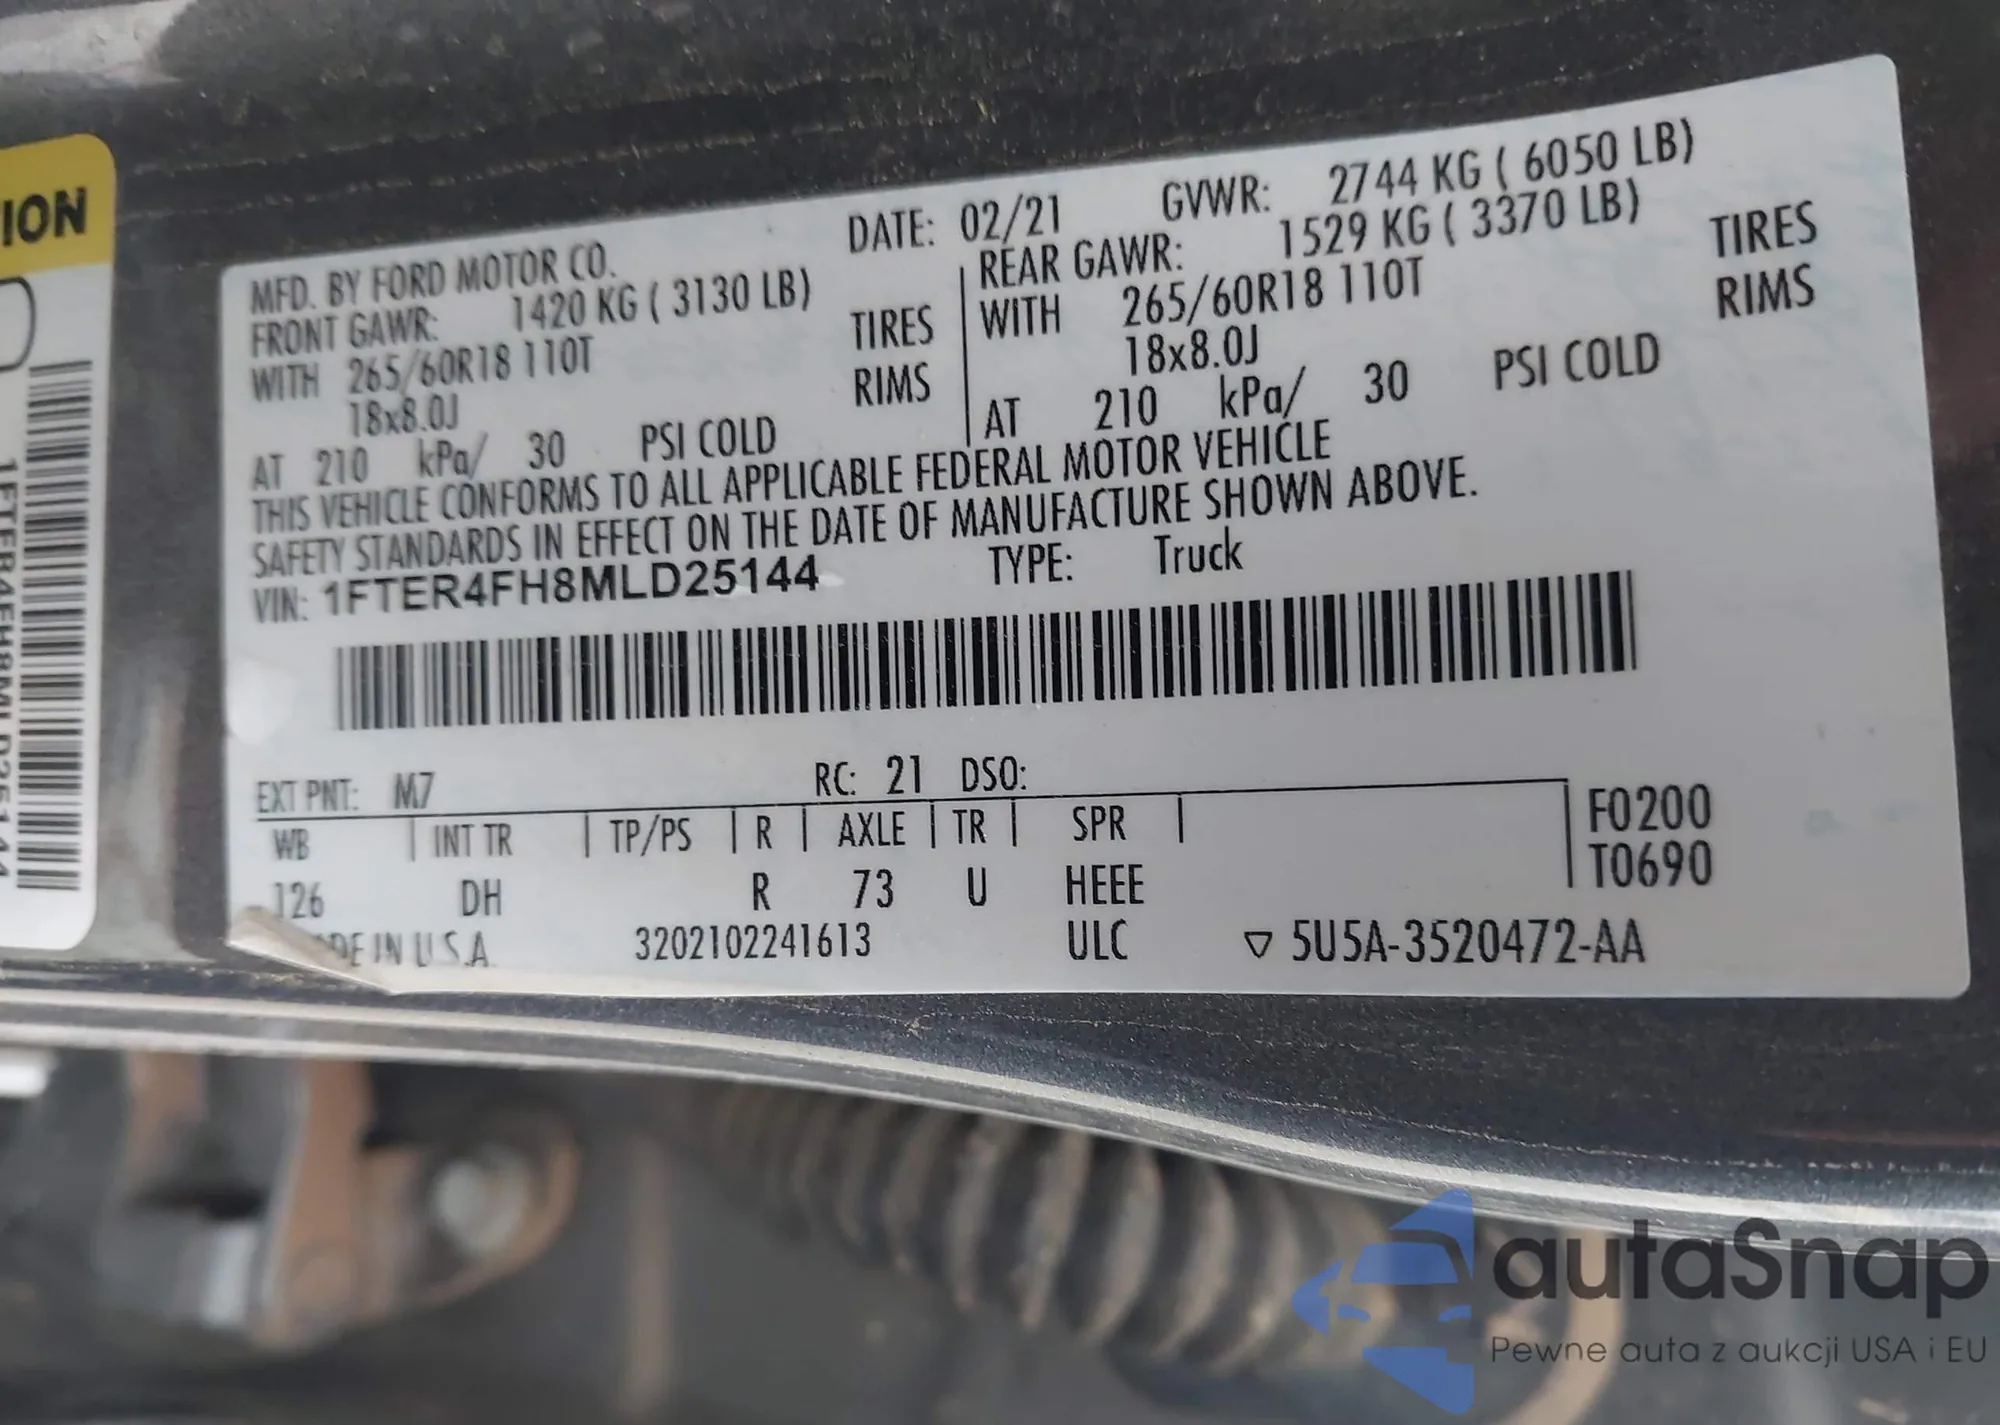 ION
1FTER4FH8MLD25144
MFD. BY FORD MOTOR CO.
DATE: 02/21
GVWR: 2744 KG ( 6050 LB)
FRONT GAWR: 1420 KG ( 3130 LB)
WITH 265/60R18 110T TIRES
18x8.0J RIMS
AT 210 kPa/ 30 PSI COLD
REAR GAWR: 1529 KG ( 3370 LB)
WITH 265/60R18 110T TIRES
18x8.0J RIMS
AT 210 kPa/ 30 PSI COLD
THIS VEHICLE CONFORMS TO ALL APPLICABLE FEDERAL MOTOR VEHICLE
SAFETY STANDARDS IN EFFECT ON THE DATE OF MANUFACTURE SHOWN ABOVE.
VIN: 1FTER4FH8MLD25144 TYPE: Truck
EXT PNT: M7 RC: 21 DSO:
WB | INT TR | TP/PS | R | AXLE | TR | SPR | F0200
126 DH R 73 U HEEE T0690
DE IN U.S.A. 3202102241613 ULC ▽ 5U5A-3520472-AA
autaSnap
Pewne auta z aukcji USA i EU